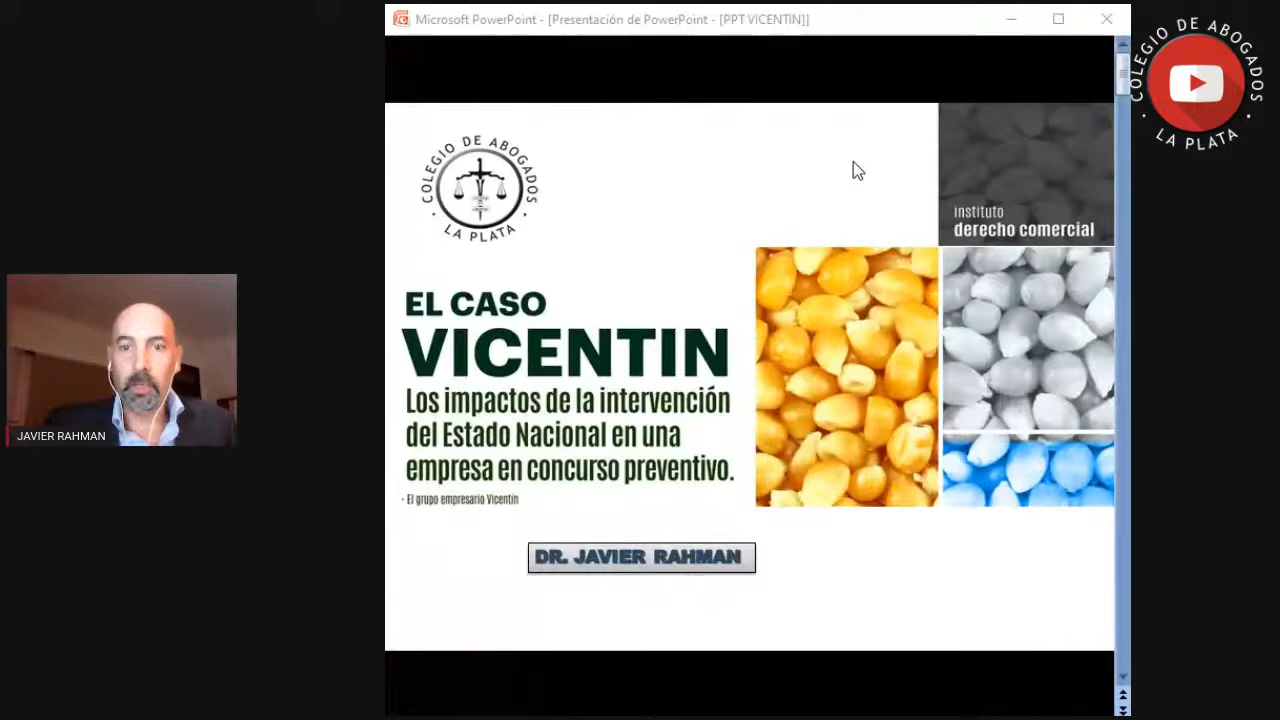 Microsoft PowerPoint - [Presentación de PowerPoint - [PPT VICENTIN]]
COLEGIO DE ABOGADOS
· LA PLATA ·
COLEGIO DE ABOGADOS
· LA PLATA ·
instituto
derecho comercial
EL CASO
VICENTIN
Los impactos de la intervención
del Estado Nacional en una
empresa en concurso preventivo.
· El grupo empresario Vicentin
DR. JAVIER RAHMAN
JAVIER RAHMAN